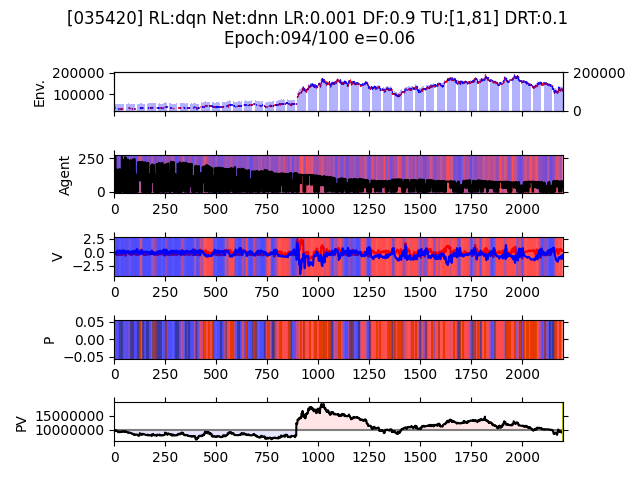 [035420] RL:dqn Net:dnn LR:0.001 DF:0.9 TU:[1,81] DRT:0.1
Epoch:094/100 e=0.06
200000 200000
Env. 100000
0
250
Agent
0
0 250 500 750 1000 1250 1500 1750 2000
2.5
V 0.0
−2.5
0 250 500 750 1000 1250 1500 1750 2000
0.05
P 0.00
−0.05
0 250 500 750 1000 1250 1500 1750 2000
15000000
PV
10000000
0 250 500 750 1000 1250 1500 1750 2000